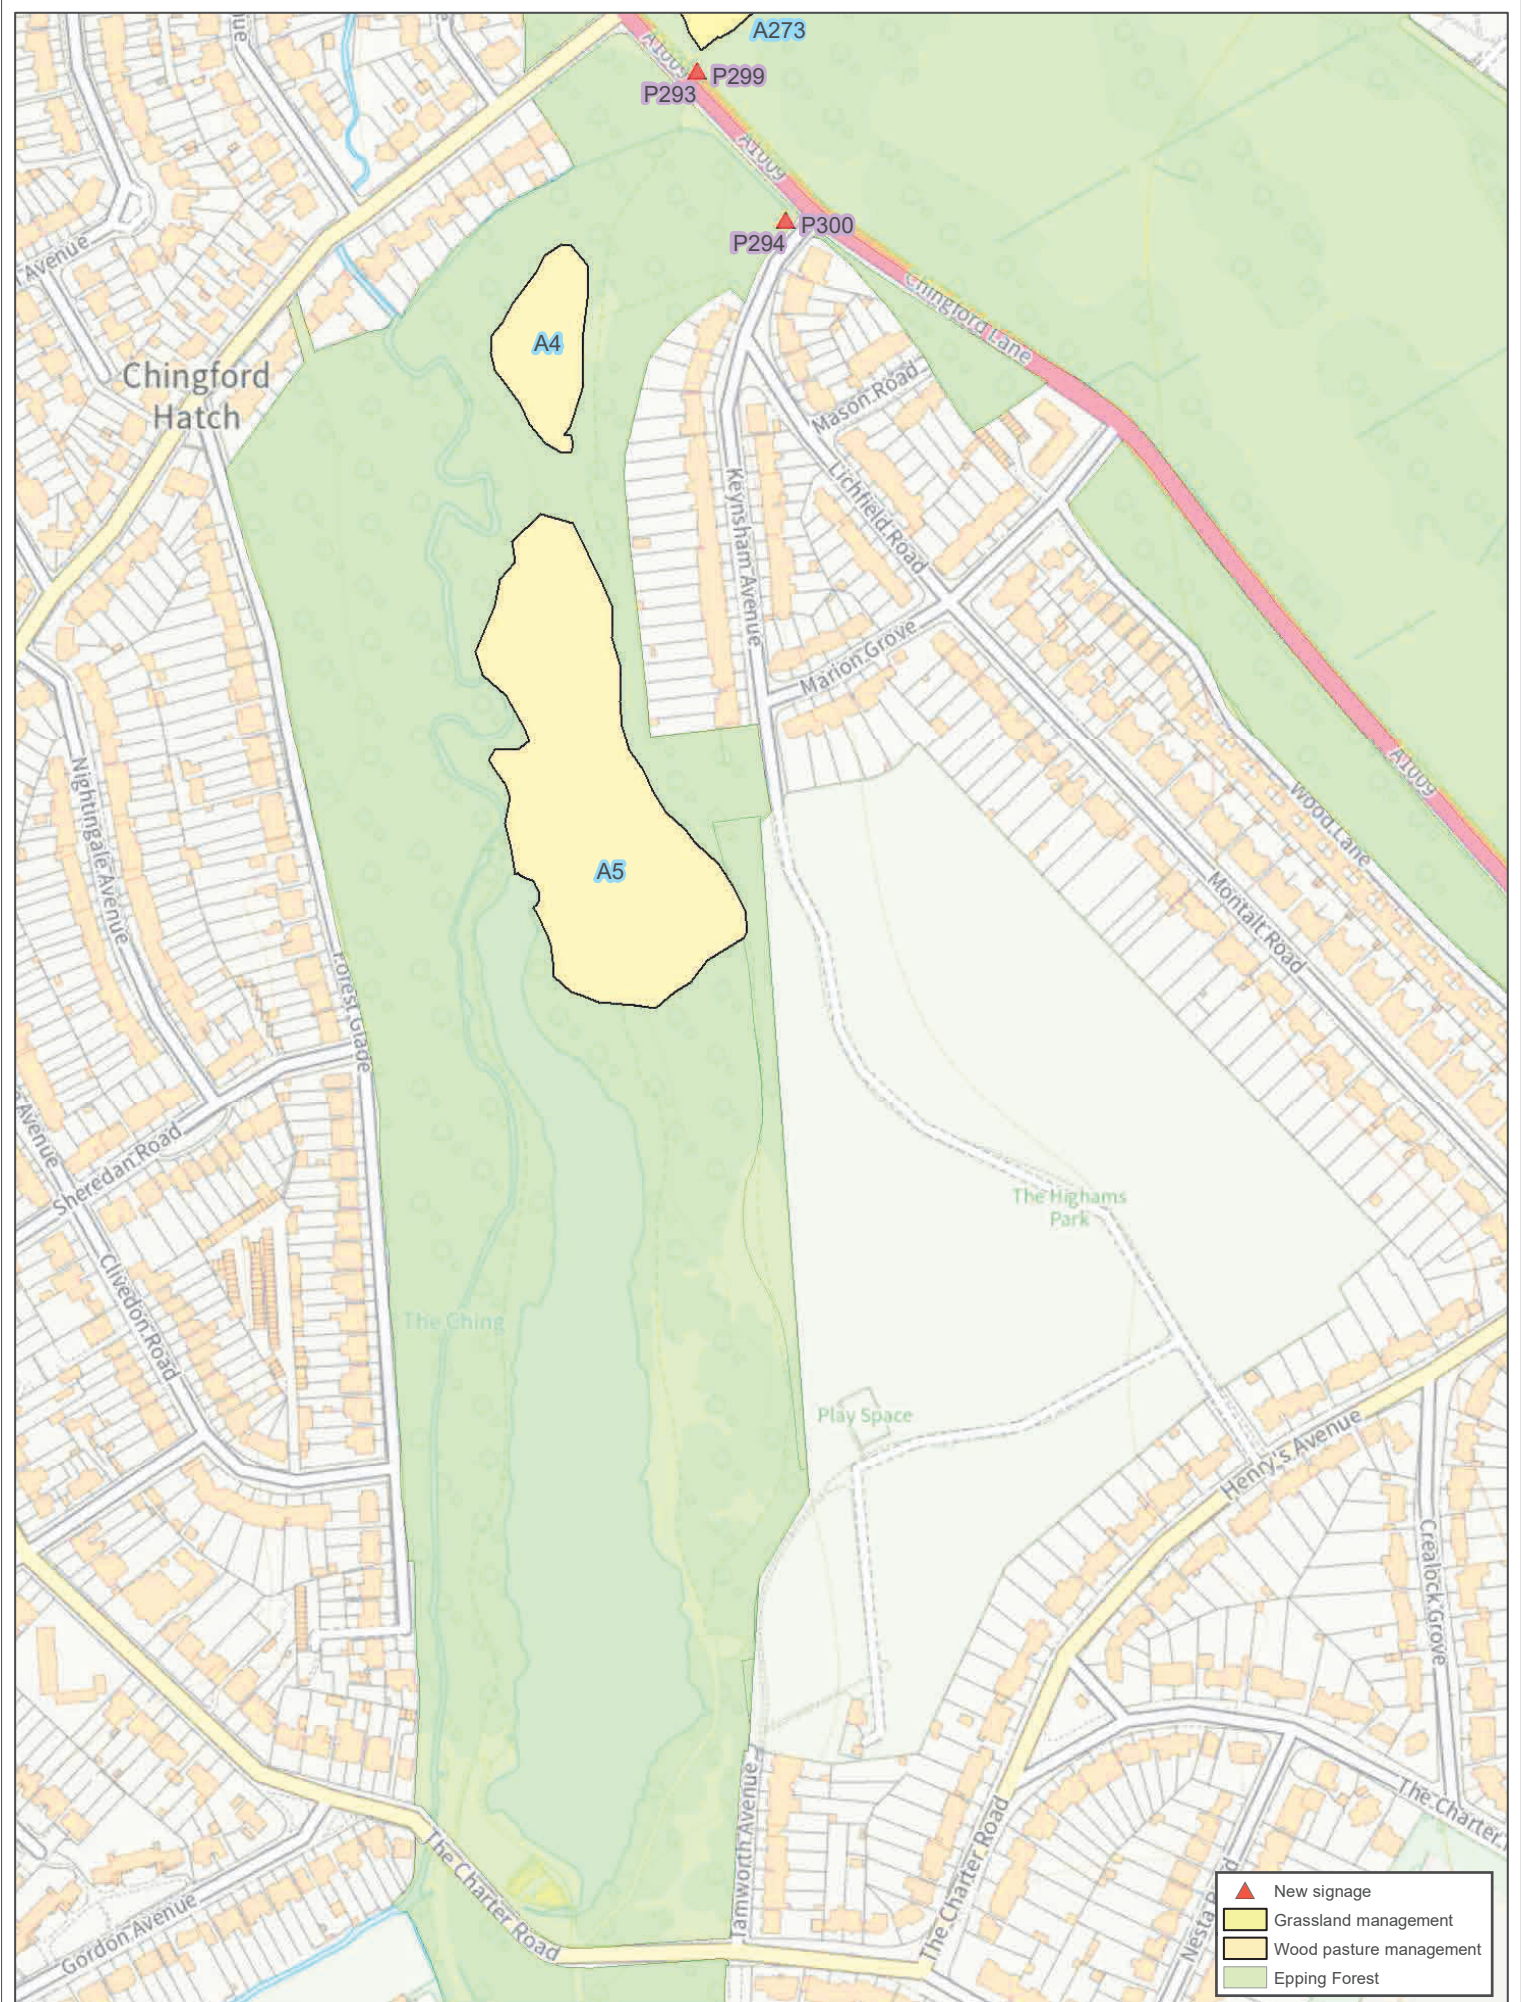 A273
A1009
P299
P293
A1009
P300
P294
Avenue
Chingford Lane
A4
Chingford
Hatch
Mason Road
Lichfield Road
Keynsham Avenue
Marion Grove
A1009
Nightingale Avenue
Wood Lane
A5
Montalt Road
Forest Glade
Avenue
Sheredan Road
The Highams
Park
Clivedon Road
The Ching
Play Space
Henry's Avenue
Crealock Grove
The Charter
Tamworth Avenue
The Charter Road
The Charter Road
Gordon Avenue
Nesta
New signage
Grassland management
Wood pasture management
Epping Forest